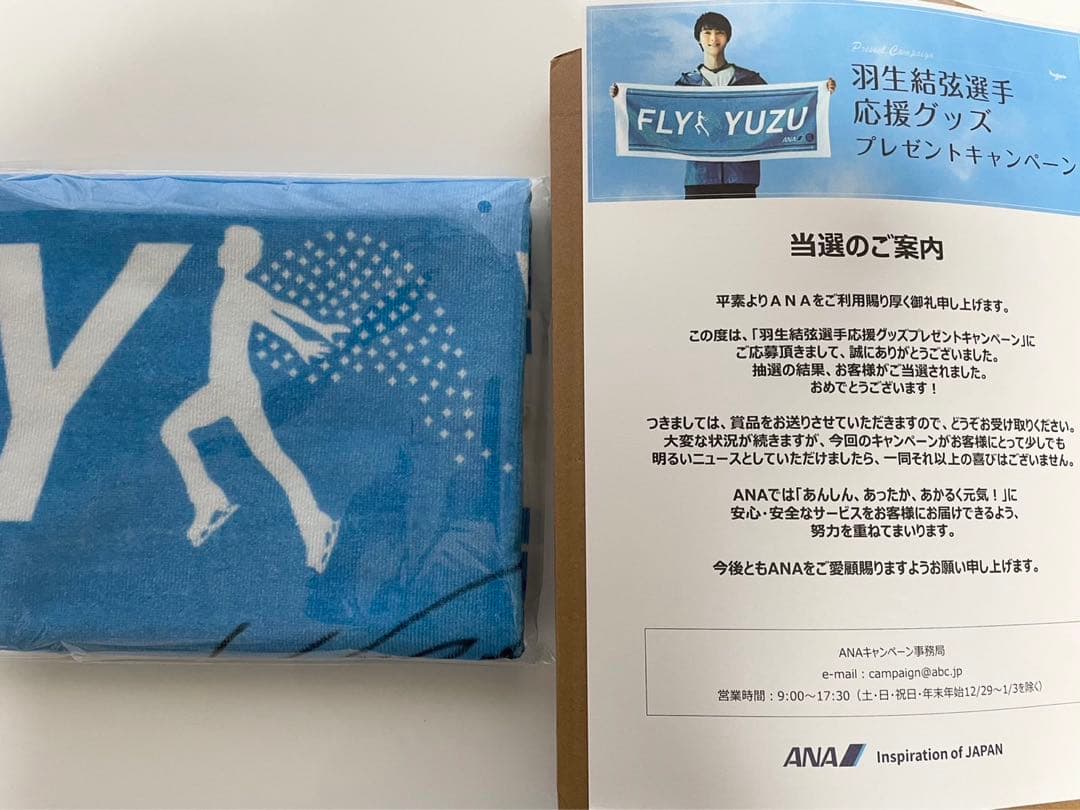 Y
FLY YUZU
ANA
Present Campaign
羽生結弦選手
応援グッズ
プレゼントキャンペーン
当選のご案内
平素よりＡＮＡをご利用賜り厚く御礼申し上げます。
この度は、「羽生結弦選手応援グッズプレゼントキャンペーン」に
ご応募頂きまして、誠にありがとうございました。
抽選の結果、お客様がご当選されました。
おめでとうございます！
つきましては、賞品をお送りさせていただきますので、どうぞお受け取りください。
大変な状況が続きますが、今回のキャンペーンがお客様にとって少しでも
明るいニュースとしていただけましたら、一同それ以上の喜びはございません。
ANAでは「あんしん、あったか、あかるく元気！」に
安心・安全なサービスをお客様にお届けできるよう、
努力を重ねてまいります。
今後ともANAをご愛顧賜りますようお願い申し上げます。
ANAキャンペーン事務局
e-mail：campaign@abc.jp
営業時間：9:00～17:30（土・日・祝日・年末年始12/29～1/3を除く）
ANA Inspiration of JAPAN